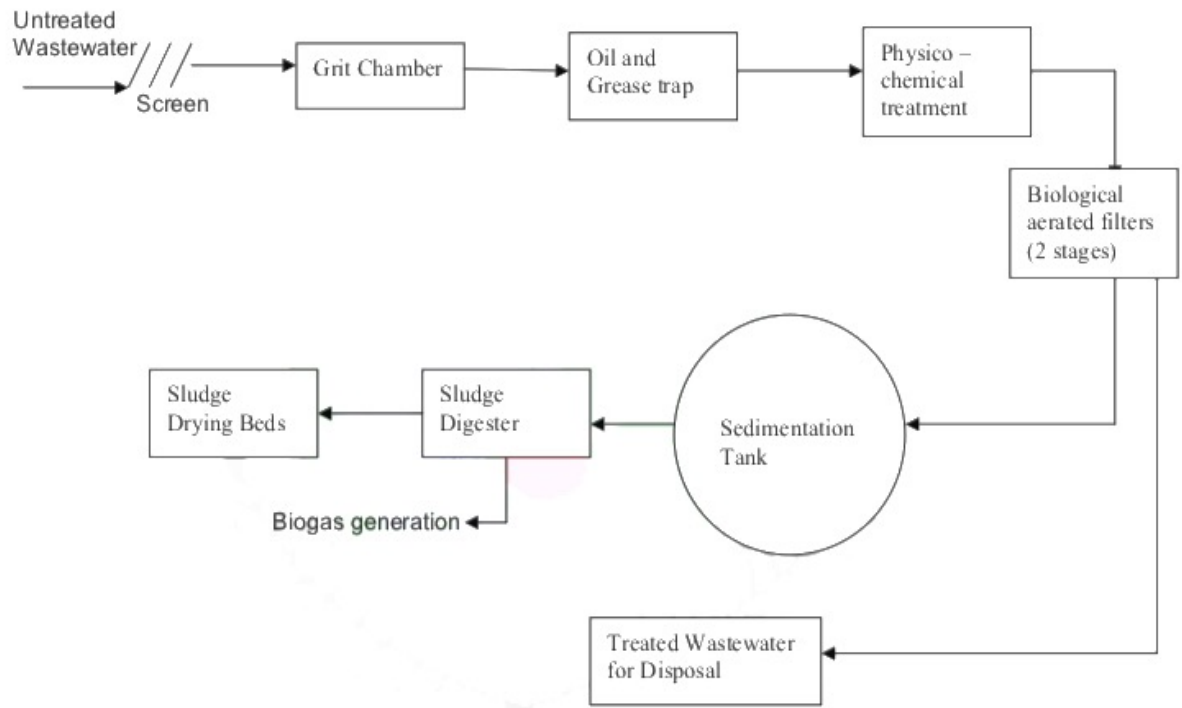 Untreated
Wastewater
Screen
Grit Chamber
Oil and
Grease trap
Physico –
chemical
treatment
Biological
aerated filters
(2 stages)
Sedimentation
Tank
Sludge
Digester
Sludge
Drying Beds
Biogas generation
Treated Wastewater
for Disposal